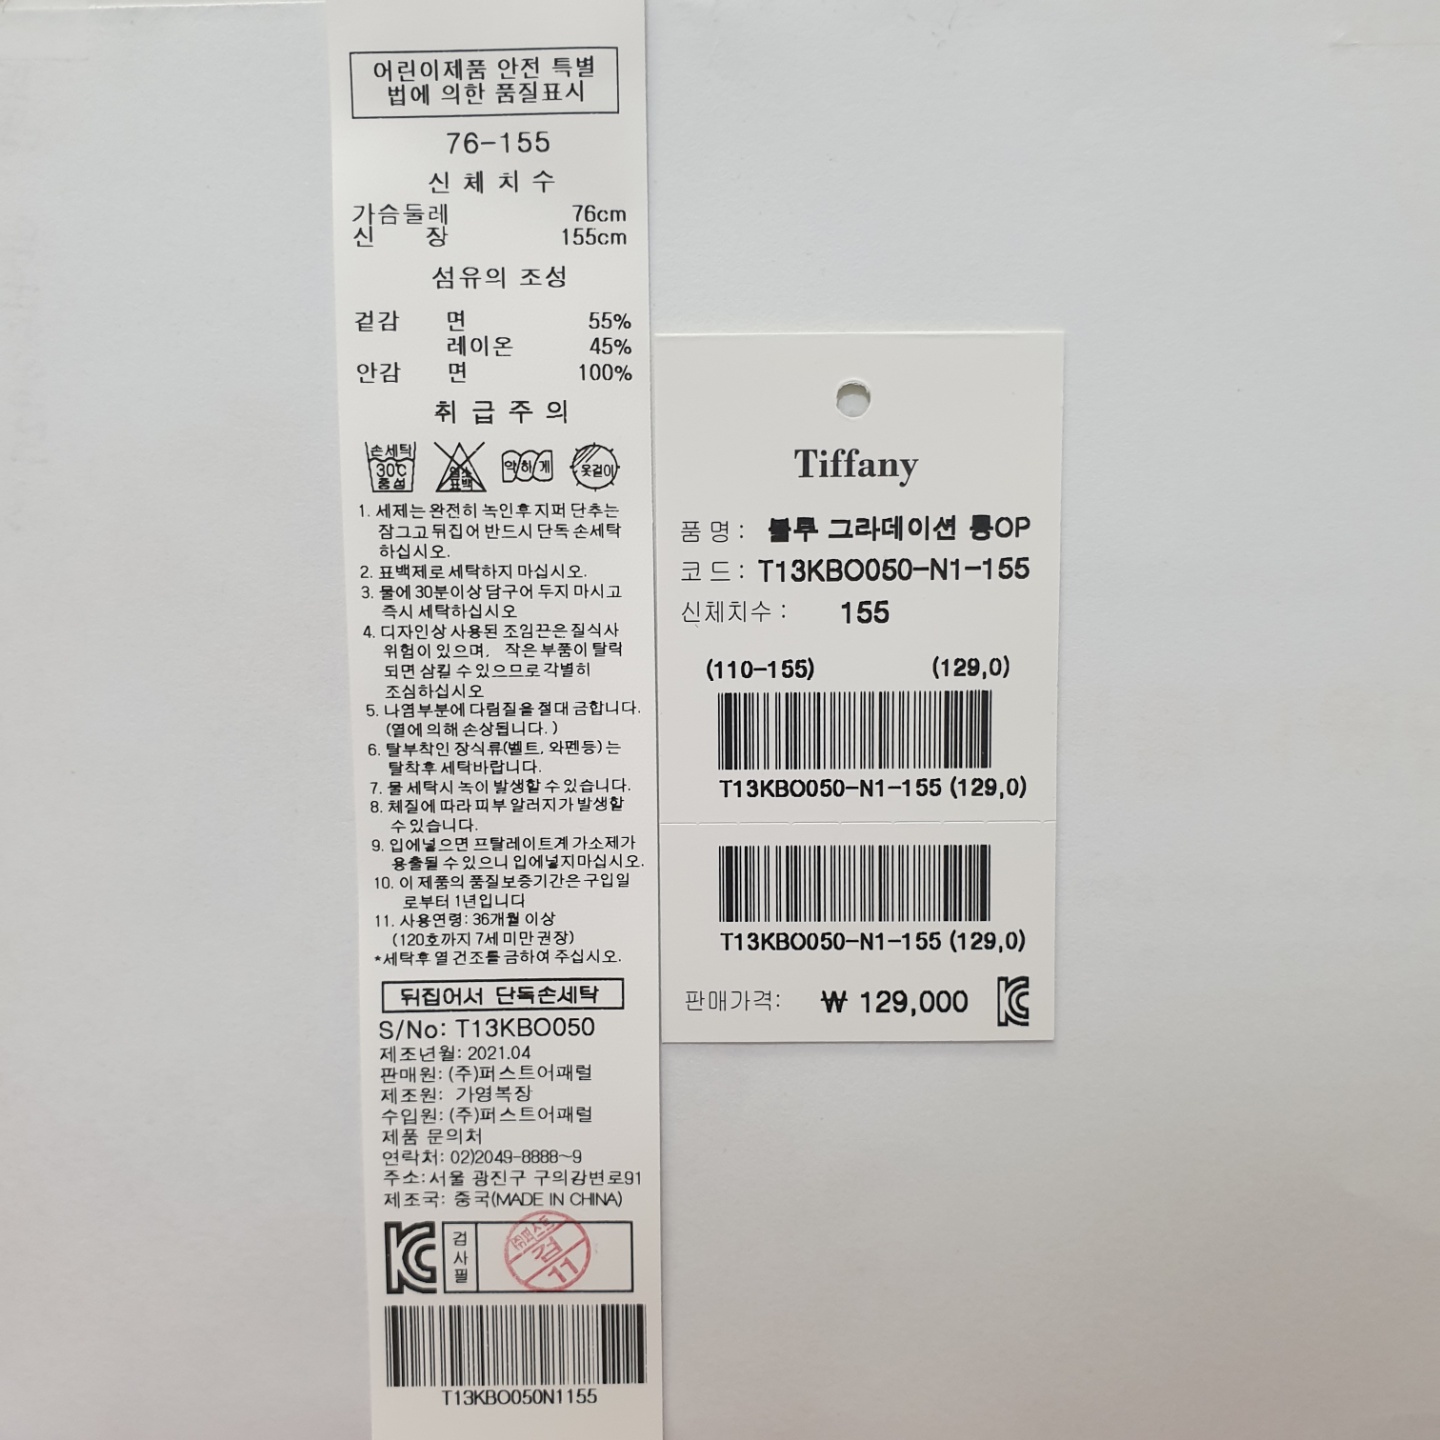 어린이제품 안전 특별
법에 의한 품질표시
76-155
신체치수
가슴둘레 76cm
신 장 155cm
섬유의 조성
겉감 면 55%
레이온 45%
안감 면 100%
취급주의
손세탁
30℃
중성
염소
표백
약하게
옷걸이
1. 세제는 완전히 녹인후 지퍼 단추는
잠그고 뒤집어 반드시 단독 손세탁
하십시오.
2. 표백제로 세탁하지 마십시오.
3. 물에 30분이상 담구어 두지 마시고
즉시 세탁하십시오
4. 디자인상 사용된 조임끈은 질식사
위험이 있으며, 작은 부품이 탈락
되면 삼킬 수 있으므로 각별히
조심하십시오
5. 나염부분에 다림질을 절대 금합니다.
(열에 의해 손상됩니다.)
6. 탈부착인 장식류(벨트, 와펜등)는
탈착후 세탁바랍니다.
7. 물 세탁시 녹이 발생할 수 있습니다.
8. 체질에 따라 피부 알러지가 발생할
수 있습니다.
9. 입에넣으면 프탈레이트계 가소제가
용출될 수 있으니 입에넣지마십시오.
10. 이 제품의 품질보증기간은 구입일
로부터 1년입니다
11. 사용연령: 36개월 이상
(120호까지 7세 미만 권장)
*세탁후 열 건조를 금하여 주십시오.
뒤집어서 단독손세탁
S/No: T13KBO050
제조년월: 2021.04
판매원: (주)퍼스트어패럴
제조원: 가영복장
수입원: (주)퍼스트어패럴
제품 문의처
연락처: 02)2049-8888~9
주소:서울 광진구 구의강변로91
제조국: 중국(MADE IN CHINA)
KC
검사필
(주)퍼스트
검
11
T13KBO050N1155
Tiffany
품 명 : 블루 그라데이션 롱OP
코 드 : T13KBO050-N1-155
신체치수 : 155
(110-155) (129,0)
T13KBO050-N1-155 (129,0)
T13KBO050-N1-155 (129,0)
판매가격: ₩ 129,000 KC